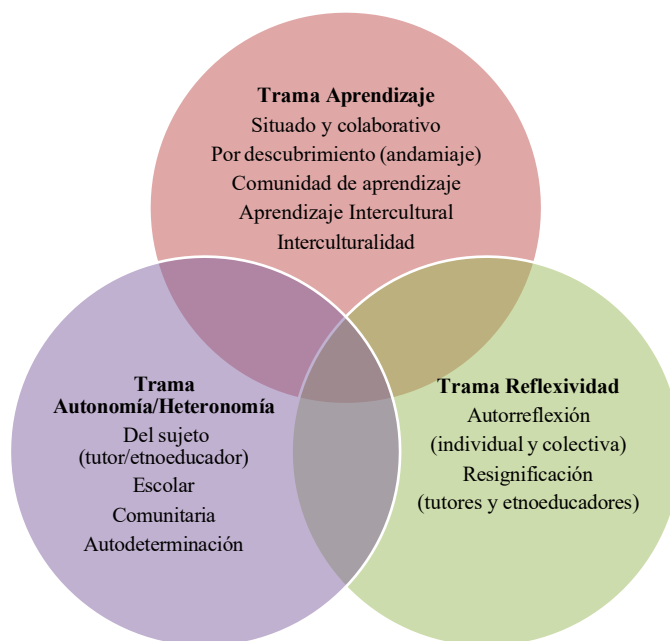 Trama Aprendizaje
Situado y colaborativo
Por descubrimiento (andamiaje)
Comunidad de aprendizaje
Aprendizaje Intercultural
Interculturalidad
Trama
Autonomía/Heteronomía
Del sujeto
(tutor/etnoeducador)
Escolar
Comunitaria
Autodeterminación
Trama Reflexividad
Autorreflexión
(individual y colectiva)
Resignificación
(tutores y etnoeducadores)